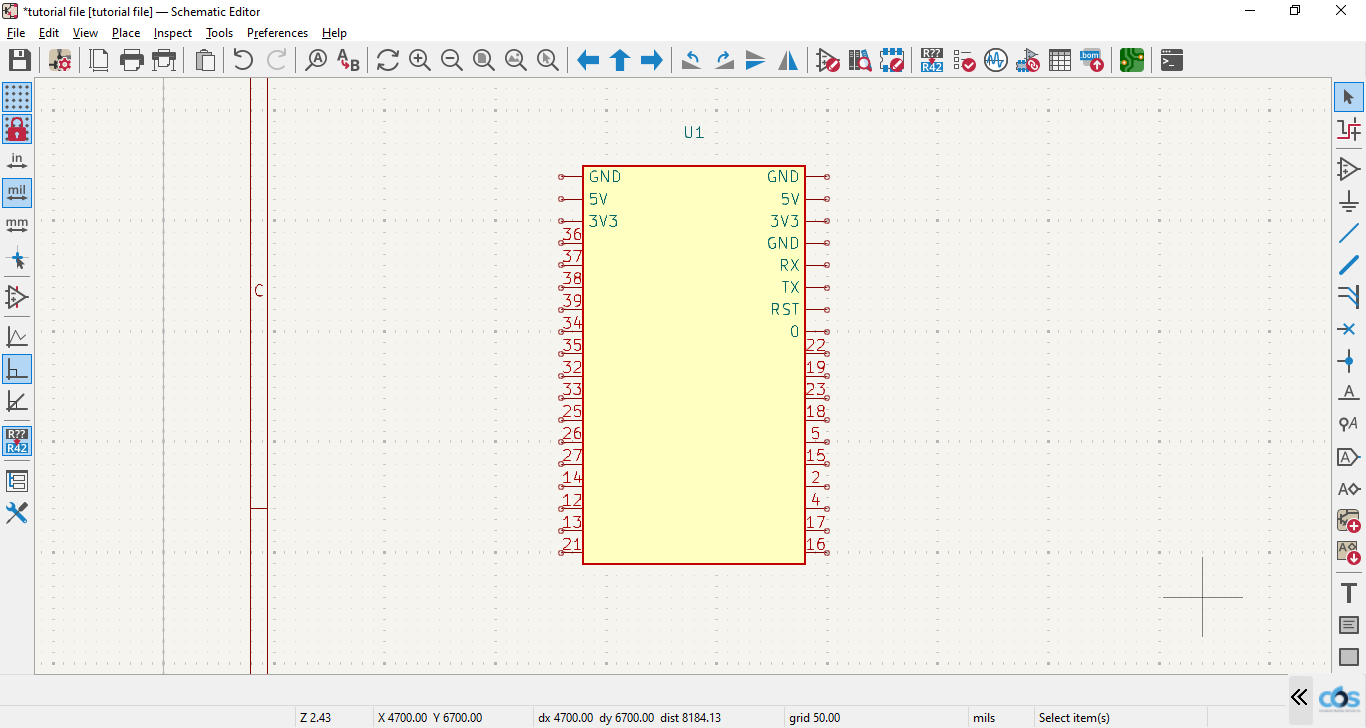 *tutorial file [tutorial file] — Schematic Editor
File Edit View Place Inspect Tools Preferences Help
R??
R42
bom
in
mil
mm
R??
R42
C
U1
GND GND
5V 5V
3V3 3V3
36 GND
37 RX
38 TX
39 RST
34 0
35 22
32 19
33 23
25 18
26 5
27 15
14 2
12 4
13 17
21 16
Z 2.43 X 4700.00 Y 6700.00 dx 4700.00 dy 6700.00 dist 8184.13 grid 50.00 mils Select item(s)